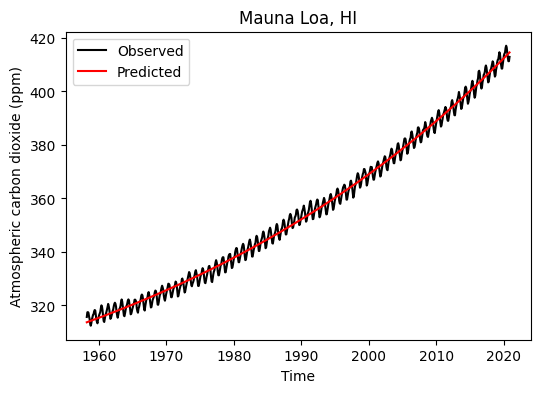 Mauna Loa, HI
Observed
Predicted
Atmospheric carbon dioxide (ppm)
420
400
380
360
340
320
1960 1970 1980 1990 2000 2010 2020
Time